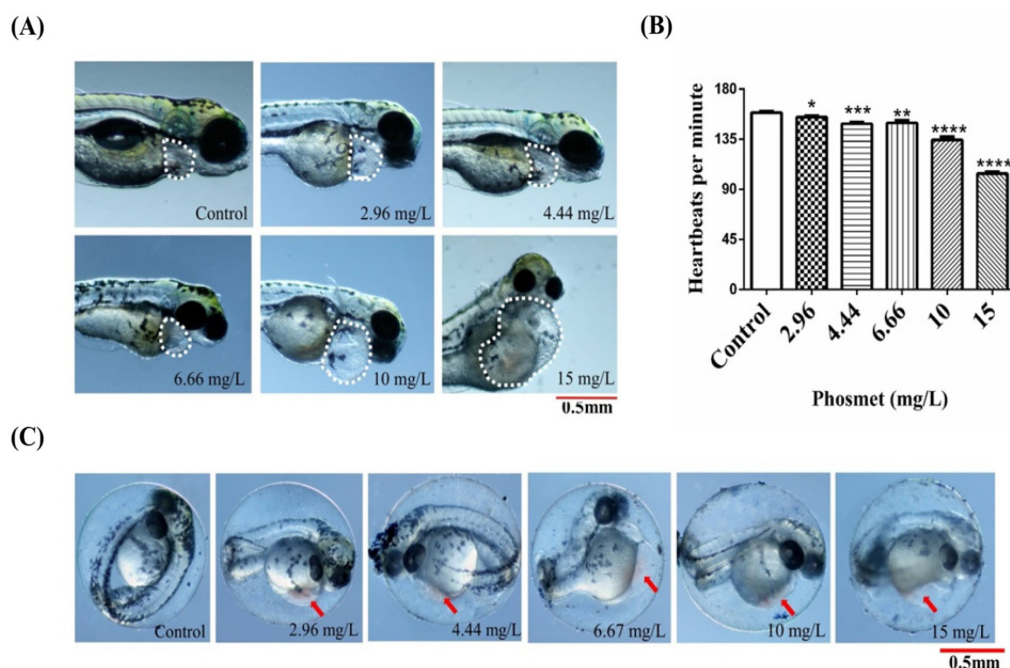 (A)
Control
2.96 mg/L
4.44 mg/L
6.66 mg/L
10 mg/L
15 mg/L
0.5mm
(B)
Heartbeats per minute
180
135
90
45
0
*
***
**
****
****
Control
2.96
4.44
6.66
10
15
Phosmet (mg/L)
(C)
Control
2.96 mg/L
4.44 mg/L
6.67 mg/L
10 mg/L
15 mg/L
0.5mm